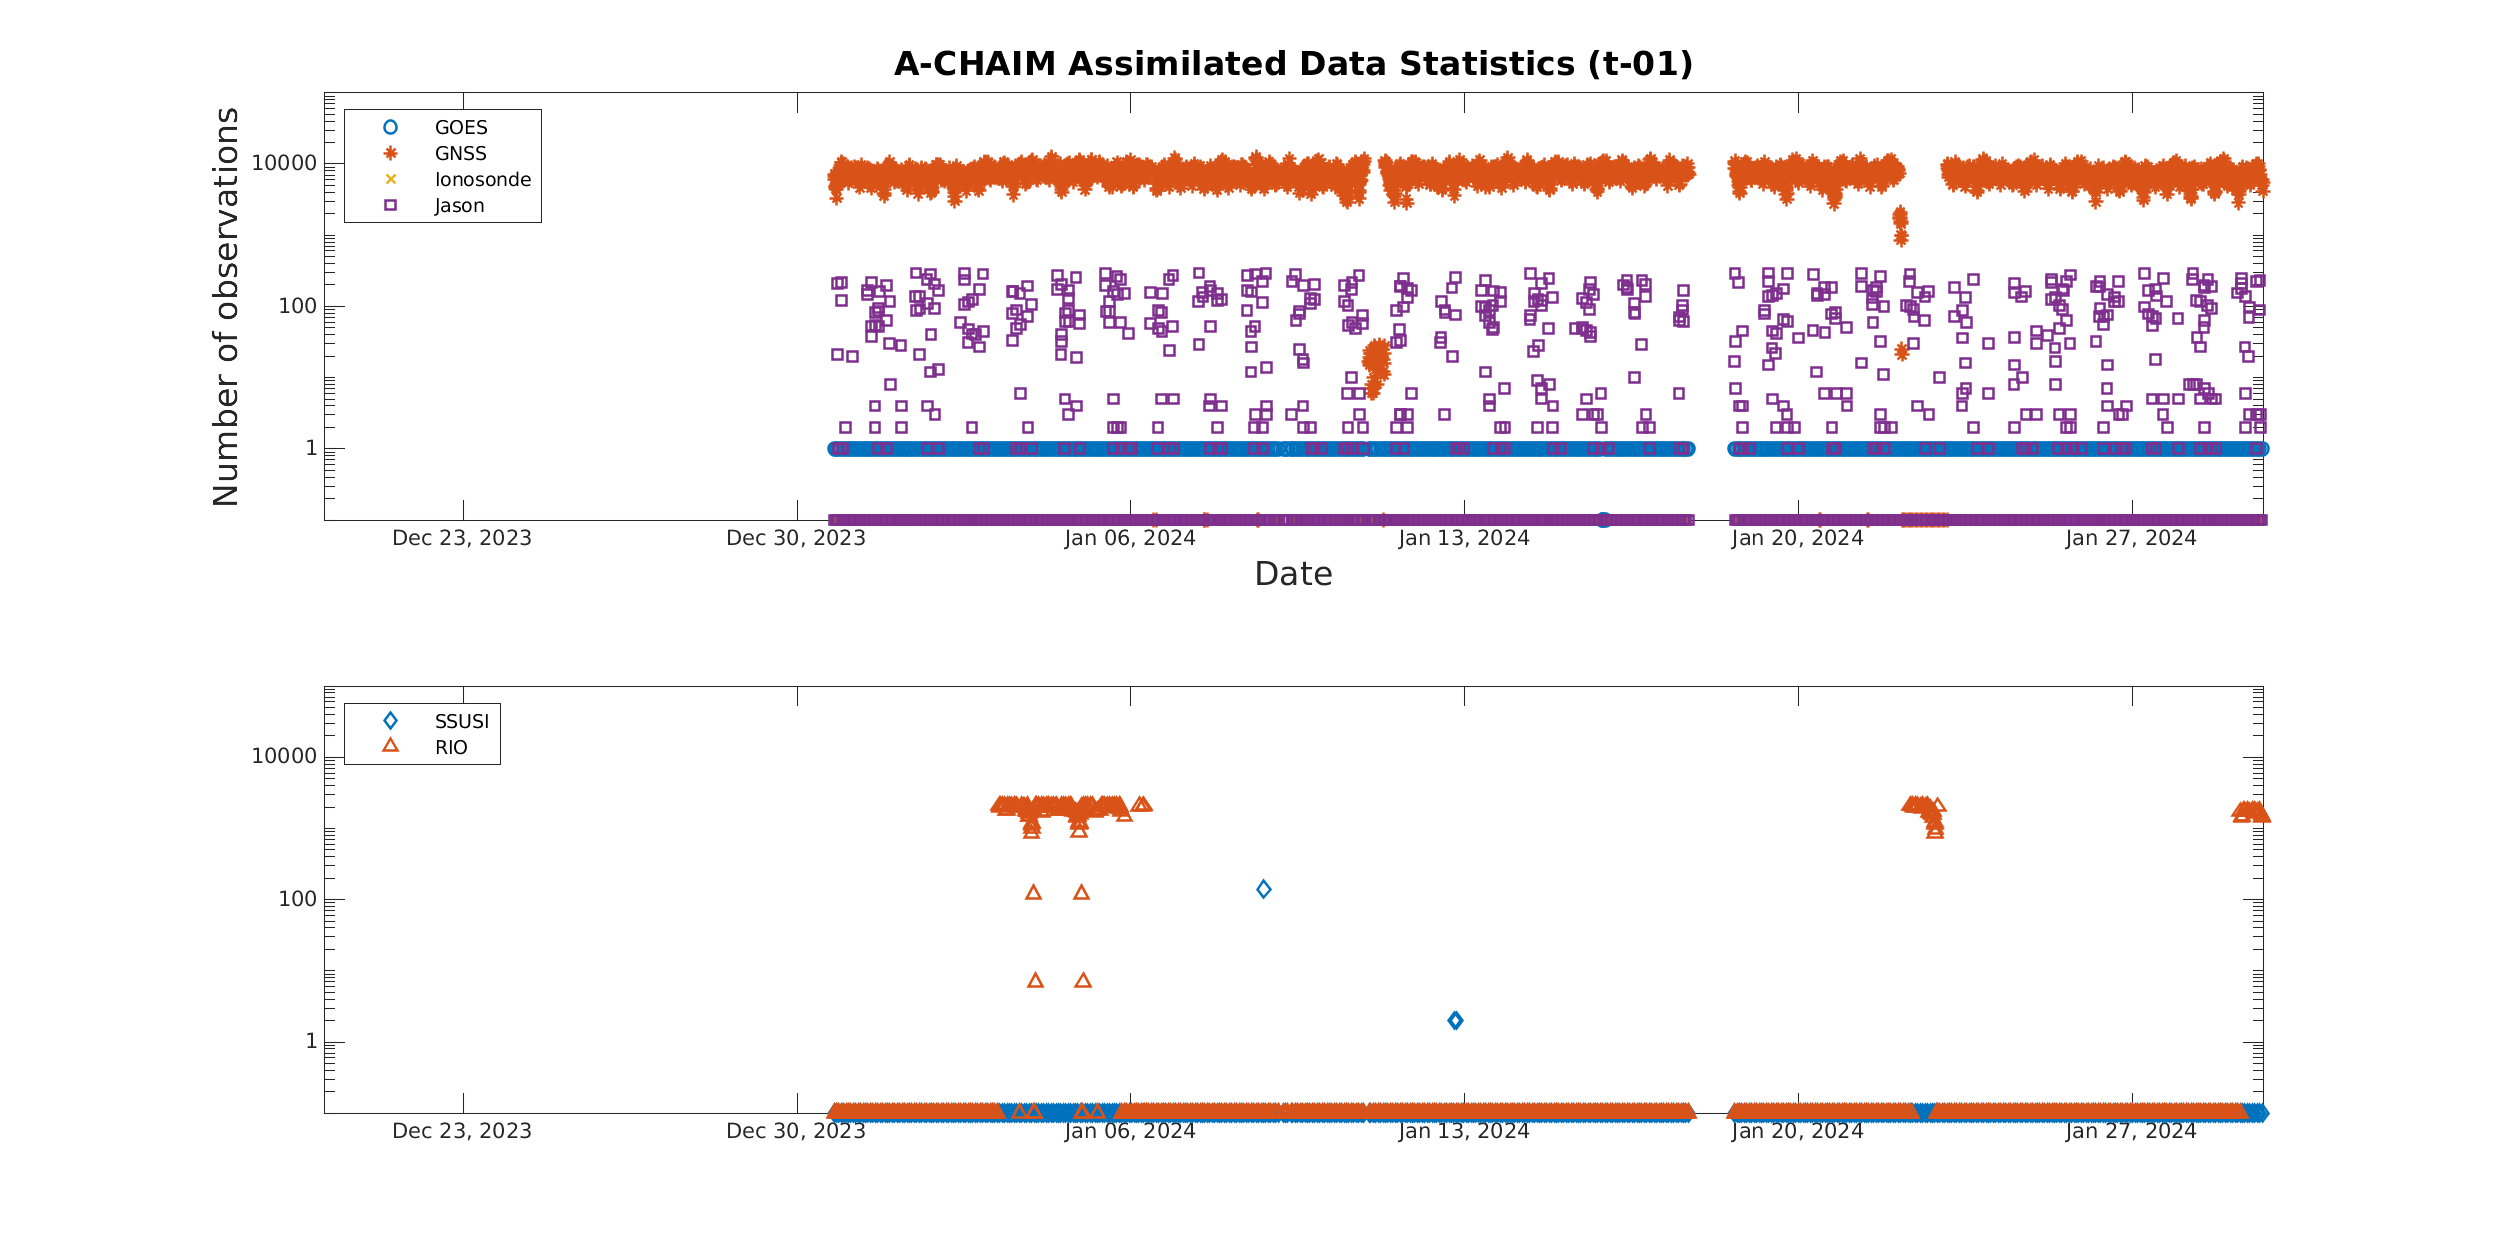 A-CHAIM Assimilated Data Statistics (t-01)
Number of observations
10000
100
1
GOES
GNSS
Ionosonde
Jason
Dec 23, 2023
Dec 30, 2023
Jan 06, 2024
Jan 13, 2024
Jan 20, 2024
Jan 27, 2024
Date
10000
100
1
SSUSI
RIO
Dec 23, 2023
Dec 30, 2023
Jan 06, 2024
Jan 13, 2024
Jan 20, 2024
Jan 27, 2024